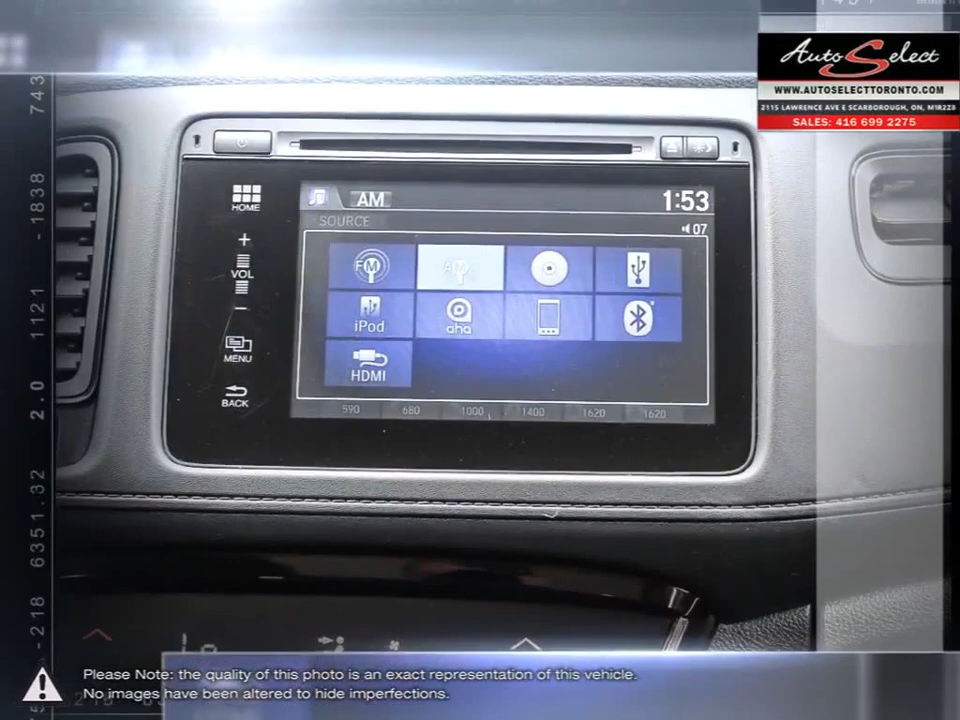 AutoSelect
WWW.AUTOSELECTTORONTO.COM
2115 LAWRENCE AVE E SCARBOROUGH, ON, M1R2Z8
SALES: 416 699 2275
HOME
+
VOL
−
MENU
BACK
AM
1:53
SOURCE
07
FM
AM
iPod
aha
HDMI
590 680 1000 1400 1620 1620
743
-1838
1121
2.0
6351.32
-218
Please Note: the quality of this photo is an exact representation of this vehicle.
No images have been altered to hide imperfections.